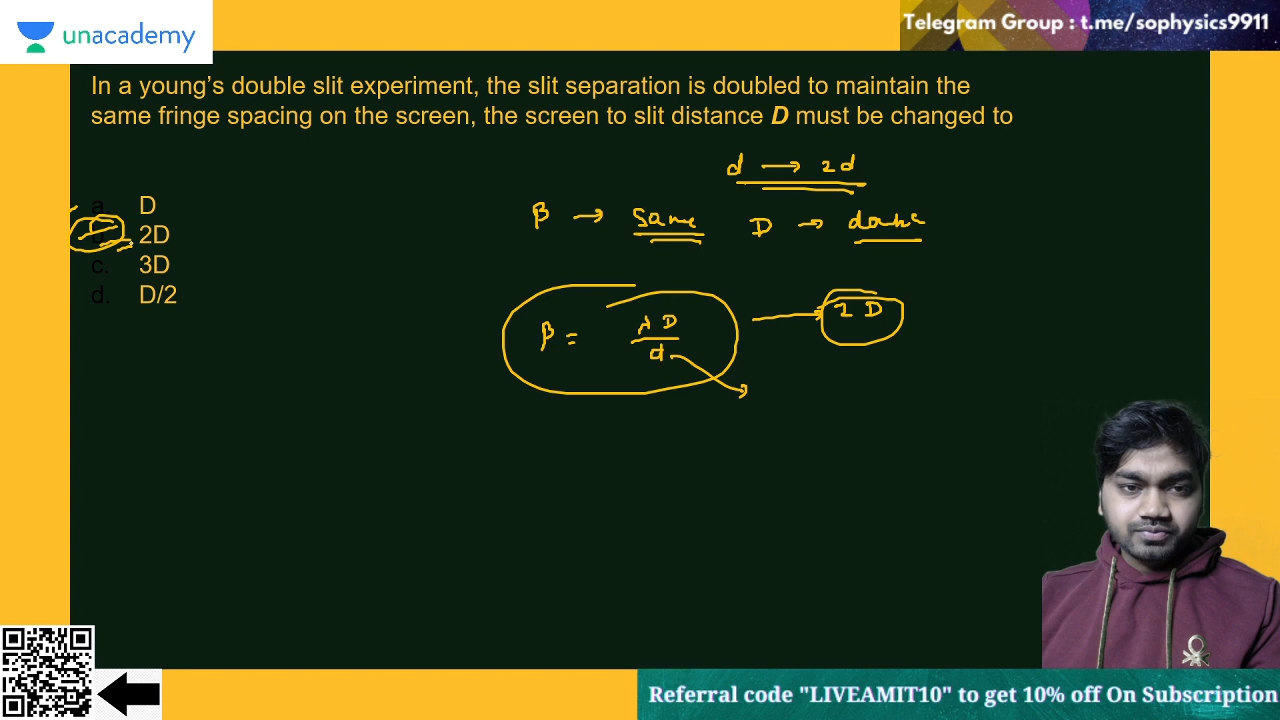 unacademy
Telegram Group : t.me/sophysics9911
In a young's double slit experiment, the slit separation is doubled to maintain the
same fringe spacing on the screen, the screen to slit distance D must be changed to
d → 2d
a. D
β → Same D → double
b. 2D
c. 3D
d. D/2
β = λD/d → 2D
Referral code "LIVEAMIT10" to get 10% off On Subscription